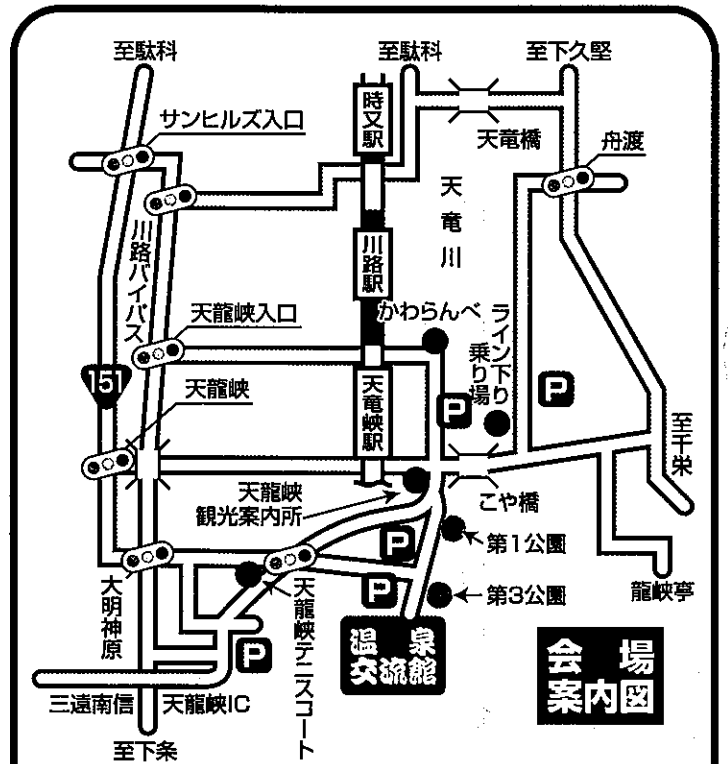 至駄科
至駄科
至下久堅
サンヒルズ入口
時又駅
天竜橋
舟渡
天竜川
川路バイパス
川路駅
天龍峡入口
かわらんべ
ライン下り
乗り場
151
P
P
天龍峡
天竜峡駅
至千栄
天龍峡
観光案内所
こや橋
P
第1公園
大明神原
天龍峡テニスコート
P
第3公園
龍峡亭
P
温泉
交流館
会場
案内図
三遠南信
天龍峡IC
至下条